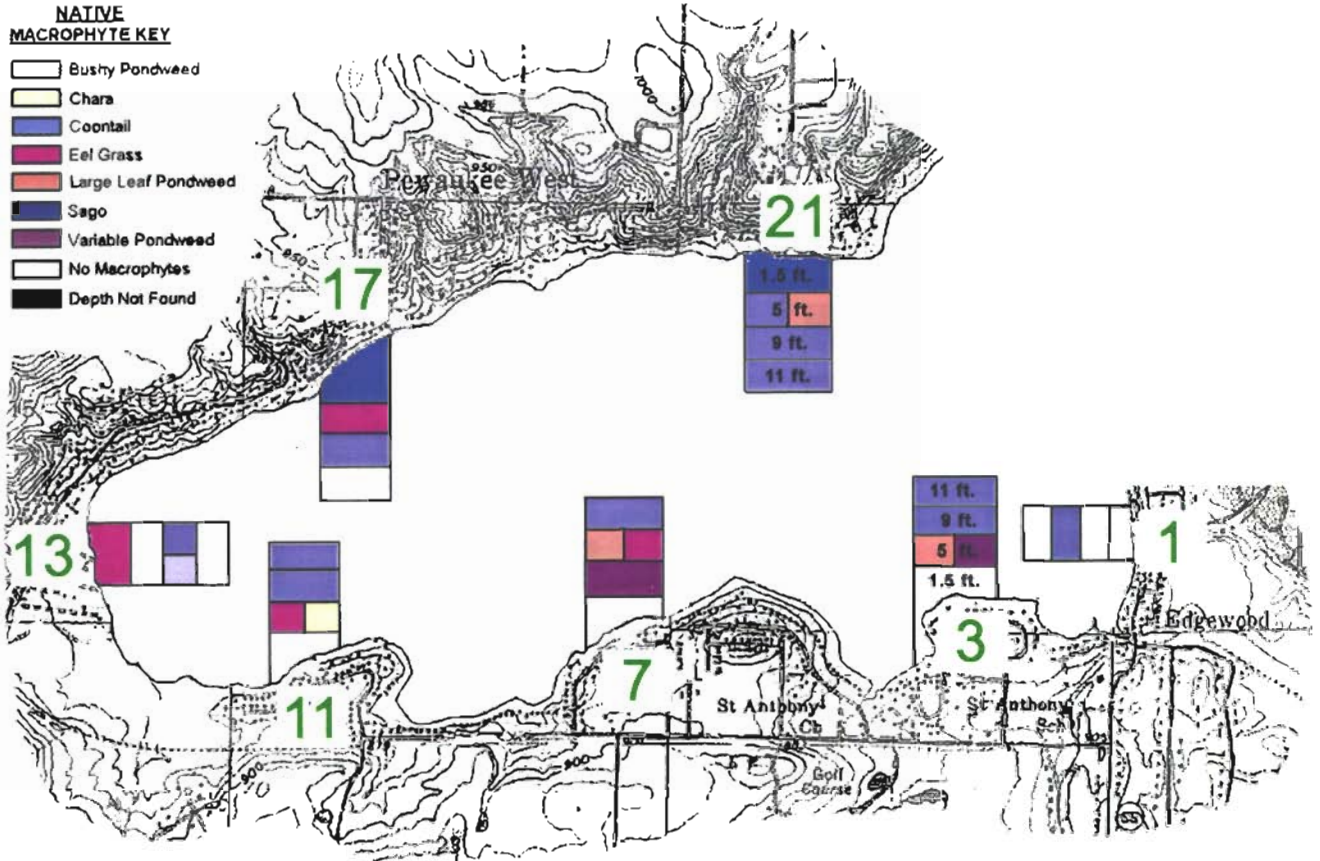 NATIVE
MACROPHYTE KEY
Bushy Pondweed
Chara
Coontail
Eel Grass
Large Leaf Pondweed
Sago
Variable Pondweed
No Macrophytes
Depth Not Found
Pewaukee West
950
950
17
21
1.5 ft.
5 ft.
9 ft.
11 ft.
11 ft.
9 ft.
5 ft.
1.5 ft.
13
1
Edgewood
3
7
11
St Anthony
Ch
St Anthony
Sch
900
900
Golf
Course